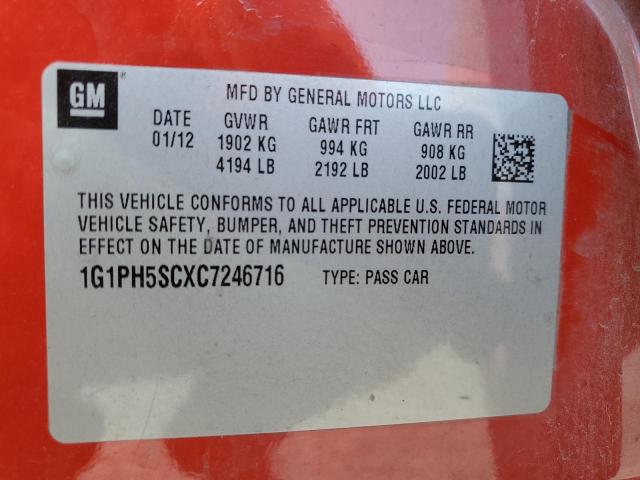 GM
MFD BY GENERAL MOTORS LLC
DATE GVWR GAWR FRT GAWR RR
01/12 1902 KG 994 KG 908 KG
4194 LB 2192 LB 2002 LB
THIS VEHICLE CONFORMS TO ALL APPLICABLE U.S. FEDERAL MOTOR
VEHICLE SAFETY, BUMPER, AND THEFT PREVENTION STANDARDS IN
EFFECT ON THE DATE OF MANUFACTURE SHOWN ABOVE.
1G1PH5SCXC7246716 TYPE: PASS CAR